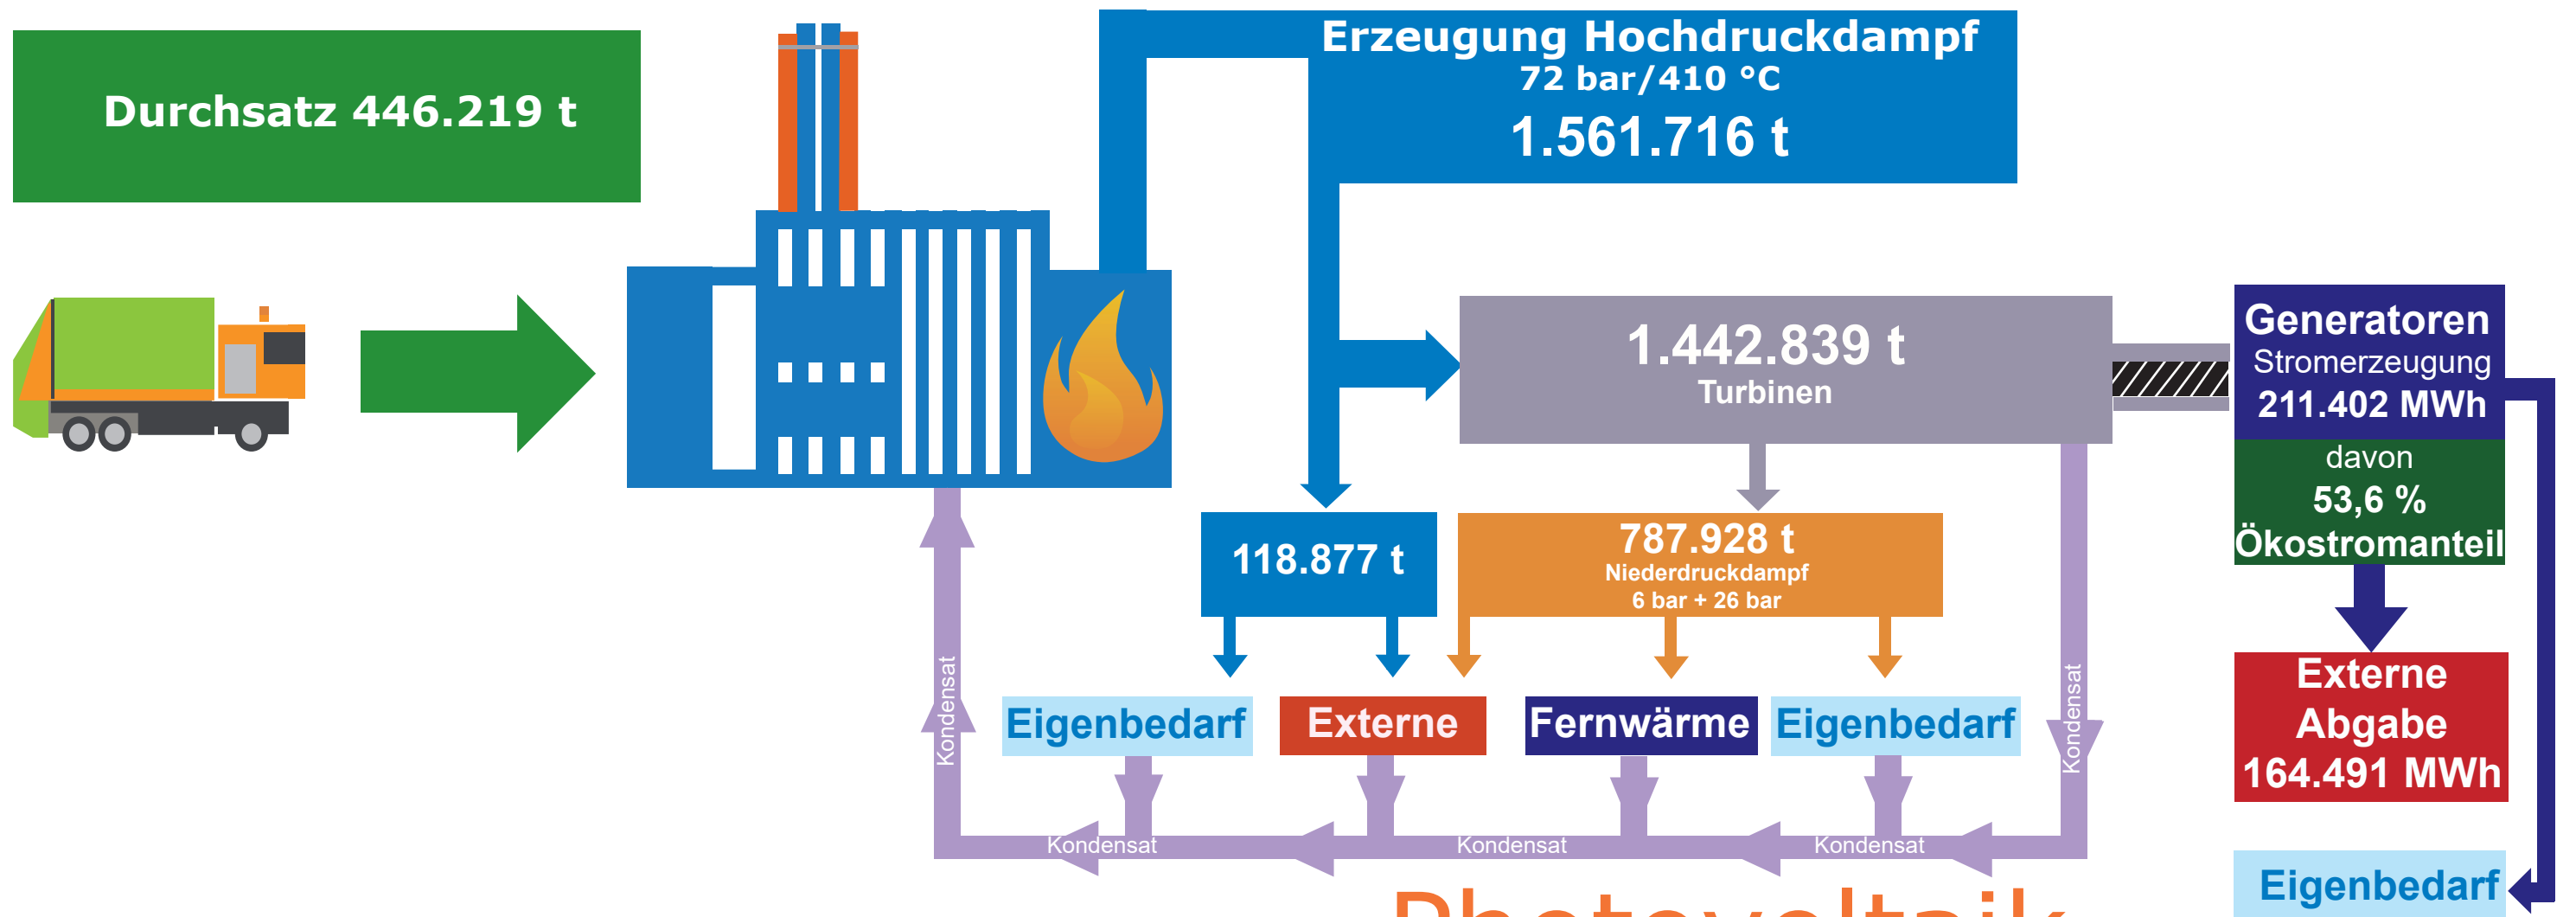 Durchsatz 446.219 t
Erzeugung Hochdruckdampf
72 bar/410 °C
1.561.716 t
1.442.839 t
Turbinen
Generatoren
Stromerzeugung
211.402 MWh
davon
53,6 %
Ökostromanteil
118.877 t
787.928 t
Niederdruckdampf
6 bar + 26 bar
Externe
Abgabe
164.491 MWh
Eigenbedarf
Externe
Fernwärme
Eigenbedarf
Kondensat
Kondensat
Kondensat
Kondensat
Kondensat
Eigenbedarf
Photovoltaik